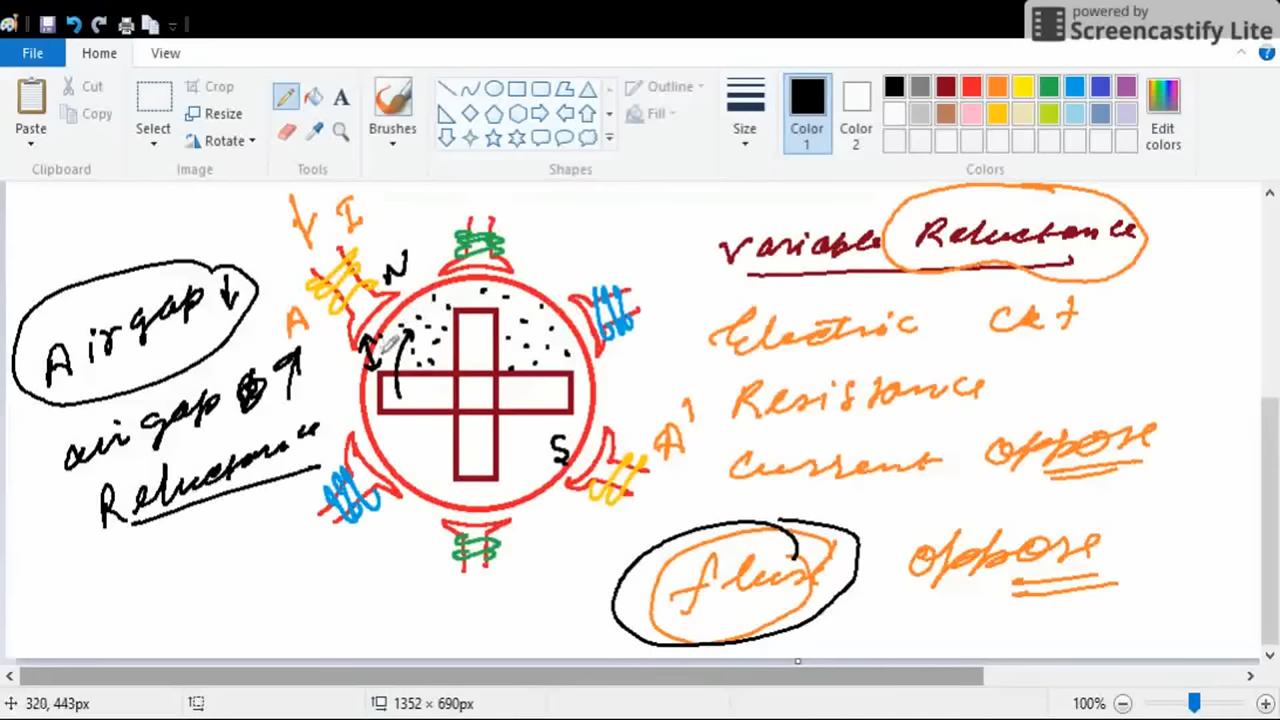 powered by
Screencastify Lite
File Home View
Paste
Cut
Copy
Clipboard
Select
Crop
Resize
Rotate
Image
A
Tools
Brushes
Shapes
Outline
Fill
Size
Color 1
Color 2
Edit colors
Colors
Variable Reluctance
Electric ckt
Resistance
current oppose
flux oppose
Airgap ↓
air gap ↑
Reluctance
I
A
N
S
A'
320, 443px
1352 × 690px
100%